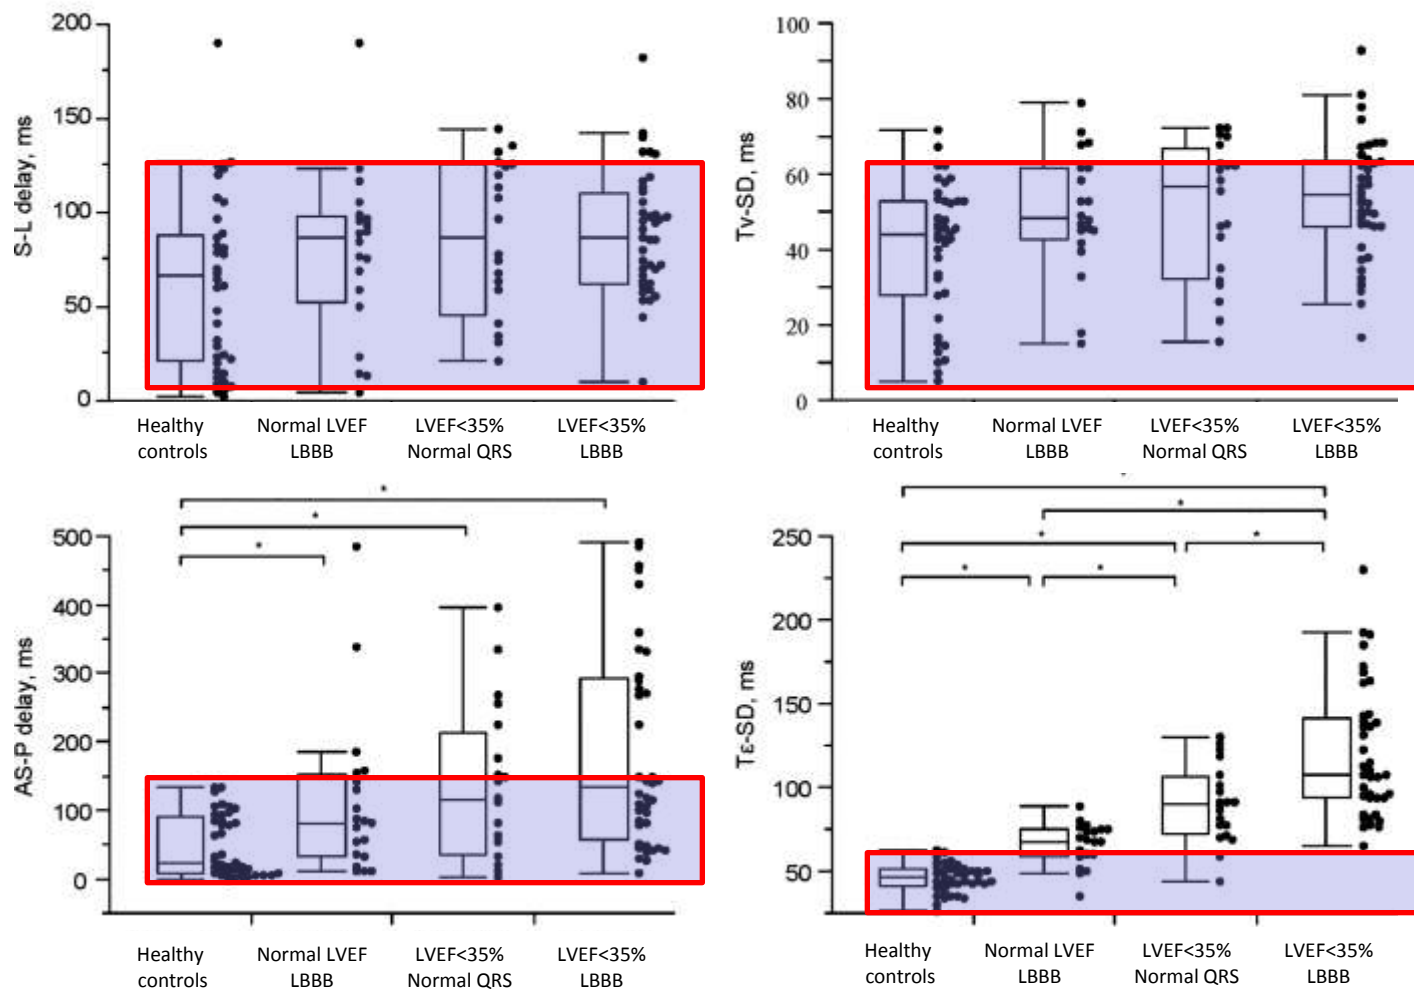 S-L delay, ms
200
150
100
50
0
Healthy controls
Normal LVEF LBBB
LVEF<35% Normal QRS
LVEF<35% LBBB
Tv-SD, ms
100
80
60
40
20
0
Healthy controls
Normal LVEF LBBB
LVEF<35% Normal QRS
LVEF<35% LBBB
AS-P delay, ms
500
400
300
200
100
0
*
*
*
Healthy controls
Normal LVEF LBBB
LVEF<35% Normal QRS
LVEF<35% LBBB
Tε-SD, ms
250
200
150
100
50
*
*
*
*
*
*
Healthy controls
Normal LVEF LBBB
LVEF<35% Normal QRS
LVEF<35% LBBB